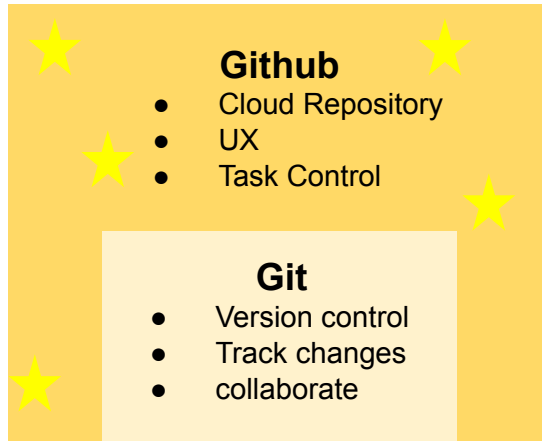 Github
● Cloud Repository
● UX
● Task Control
Git
● Version control
● Track changes
● collaborate